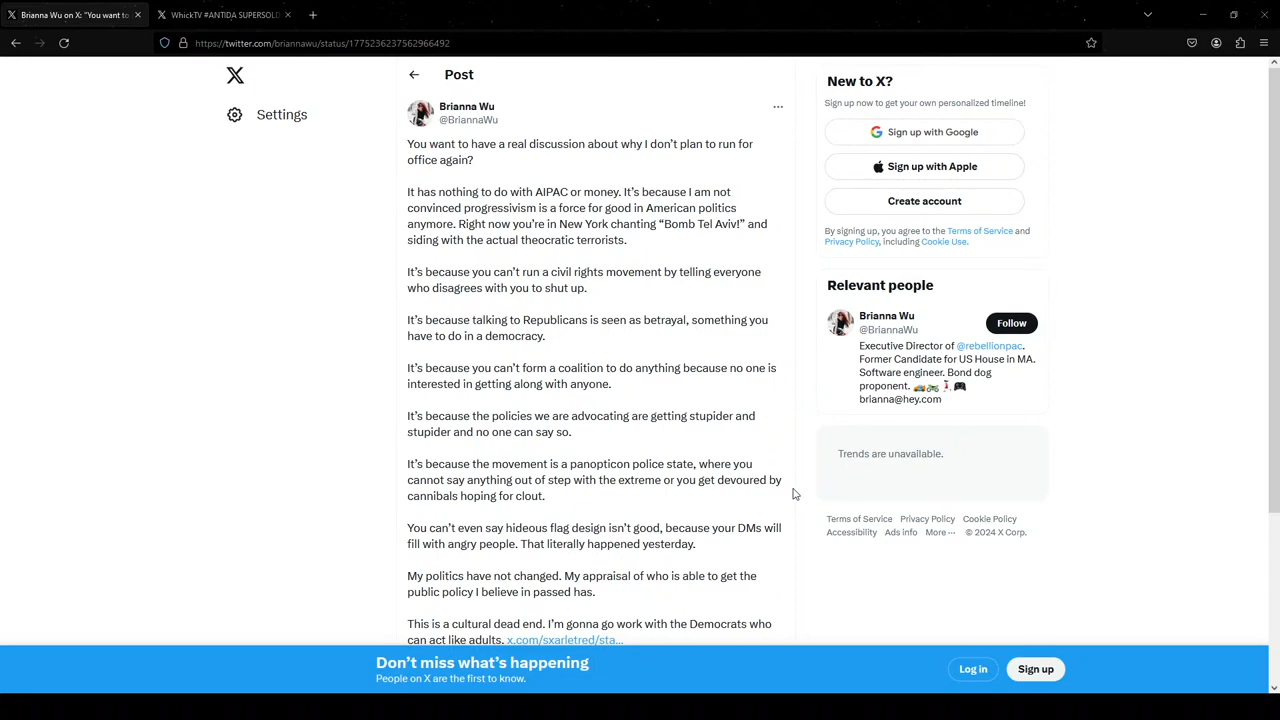 Brianna Wu on X: "You want to
WhickTV #ANTIDA SUPERSOLD
https://twitter.com/briannawu/status/1775236237562966492
Settings
Post
Brianna Wu
@BriannaWu
You want to have a real discussion about why I don't plan to run for
office again?
It has nothing to do with AIPAC or money. It's because I am not
convinced progressivism is a force for good in American politics
anymore. Right now you're in New York chanting "Bomb Tel Aviv!" and
siding with the actual theocratic terrorists.
It's because you can't run a civil rights movement by telling everyone
who disagrees with you to shut up.
It's because talking to Republicans is seen as betrayal, something you
have to do in a democracy.
It's because you can't form a coalition to do anything because no one is
interested in getting along with anyone.
It's because the policies we are advocating are getting stupider and
stupider and no one can say so.
It's because the movement is a panopticon police state, where you
cannot say anything out of step with the extreme or you get devoured by
cannibals hoping for clout.
You can't even say hideous flag design isn't good, because your DMs will
fill with angry people. That literally happened yesterday.
My politics have not changed. My appraisal of who is able to get the
public policy I believe in passed has.
This is a cultural dead end. I'm gonna go work with the Democrats who
can act like adults. x.com/sxarletred/sta…
New to X?
Sign up now to get your own personalized timeline!
Sign up with Google
Sign up with Apple
Create account
By signing up, you agree to the Terms of Service and
Privacy Policy, including Cookie Use.
Relevant people
Brianna Wu
@BriannaWu
Follow
Executive Director of @rebellionpac.
Former Candidate for US House in MA.
Software engineer. Bond dog
proponent.
brianna@hey.com
Trends are unavailable.
Terms of Service Privacy Policy Cookie Policy
Accessibility Ads info More ··· © 2024 X Corp.
Don't miss what's happening
People on X are the first to know.
Log in
Sign up